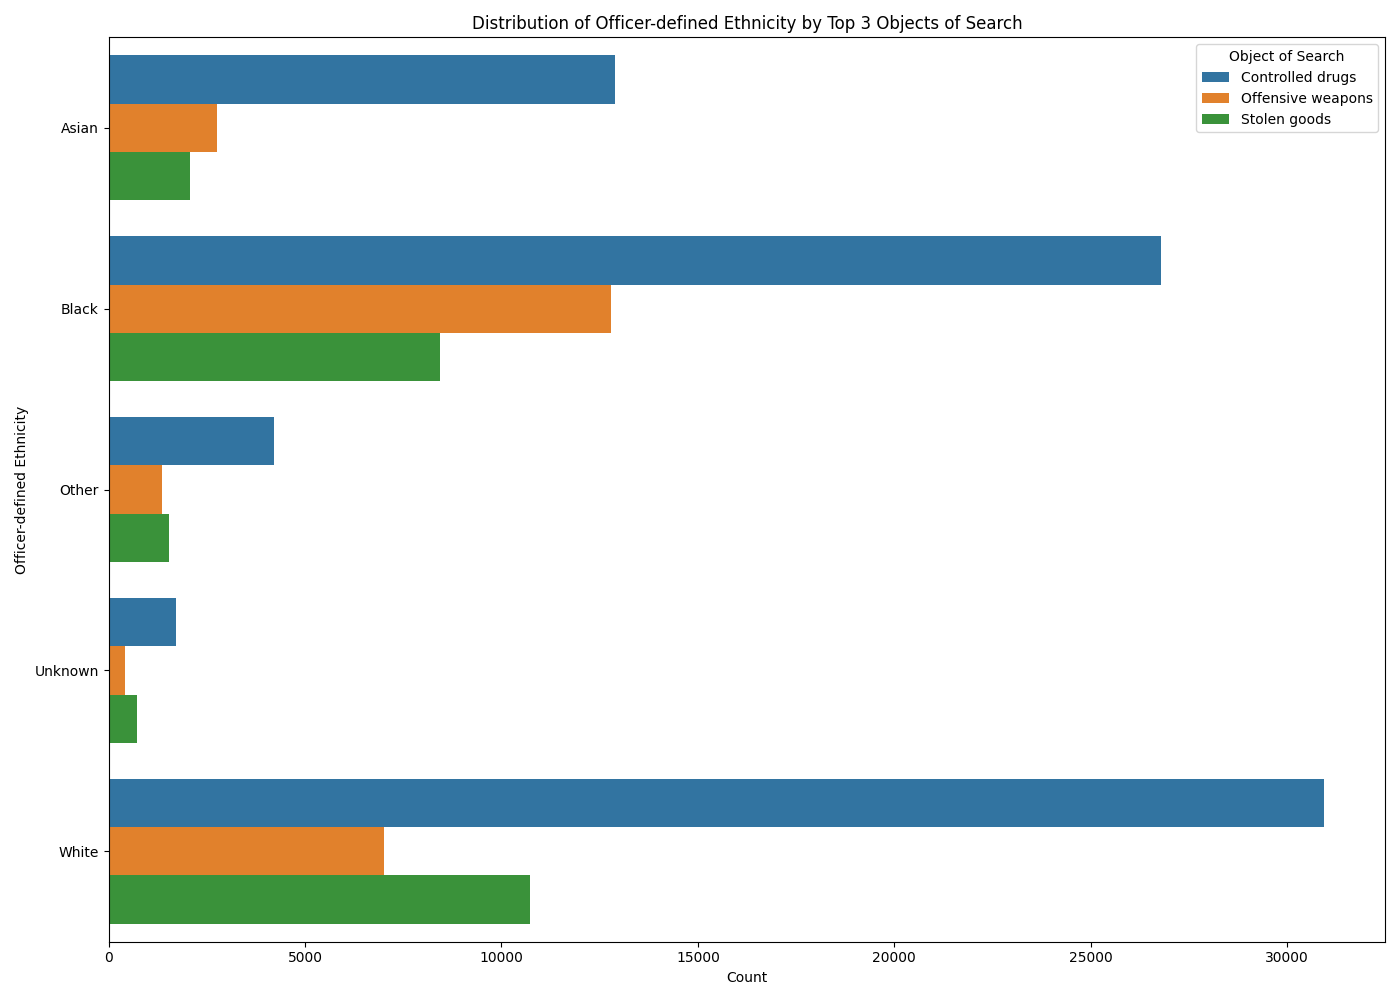 Distribution of Officer-defined Ethnicity by Top 3 Objects of Search
Object of Search
Controlled drugs
Offensive weapons
Stolen goods
Officer-defined Ethnicity
Asian
Black
Other
Unknown
White
0 5000 10000 15000 20000 25000 30000
Count